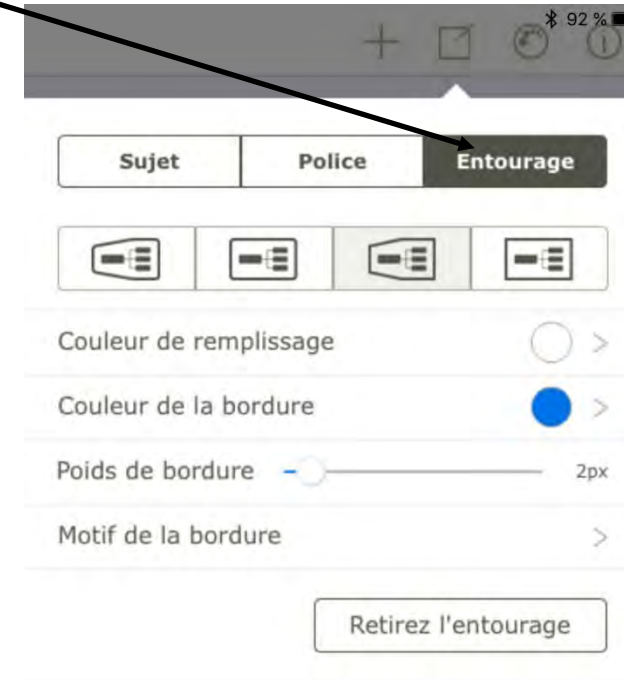 92 %
Sujet Police Entourage
Couleur de remplissage
Couleur de la bordure
Poids de bordure 2px
Motif de la bordure
Retirez l'entourage